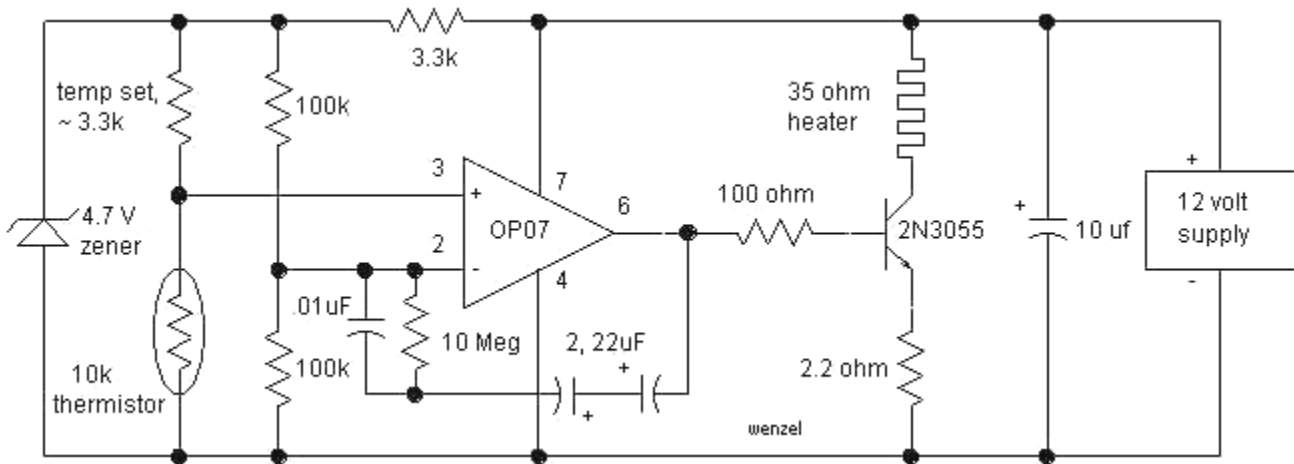 3.3k
temp set,
~ 3.3k
100k
35 ohm
heater
3
+
7
4.7 V
zener
OP07
6
100 ohm
2N3055
+
10 uf
+
12 volt
supply
-
2
-
4
.01uF
10 Meg
2, 22uF
+
+
100k
10k
thermistor
2.2 ohm
wenzel